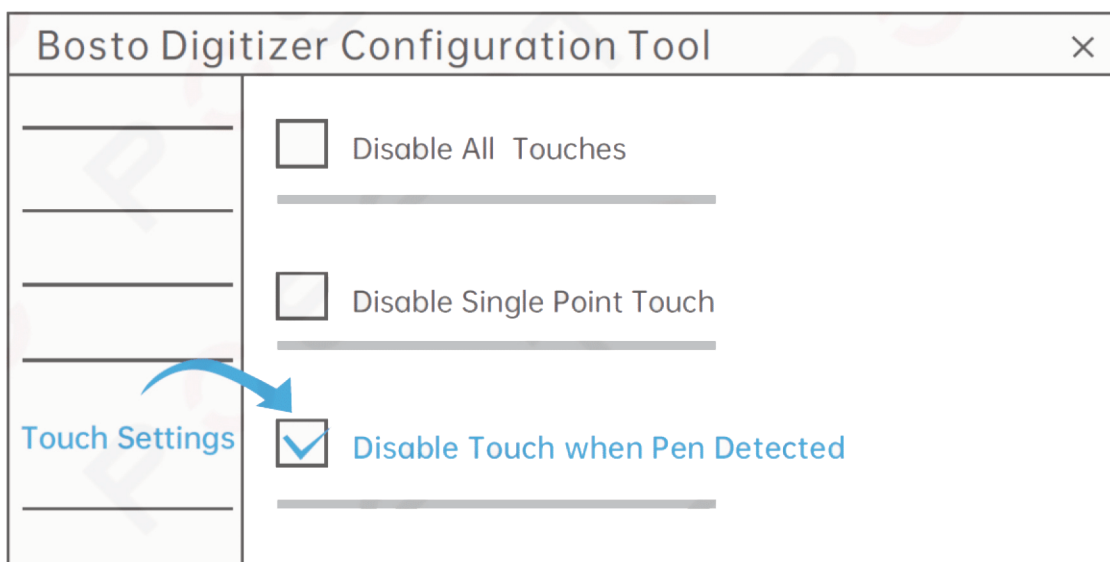 Bosto Digitizer Configuration Tool
Disable All Touches
Disable Single Point Touch
Touch Settings
Disable Touch when Pen Detected